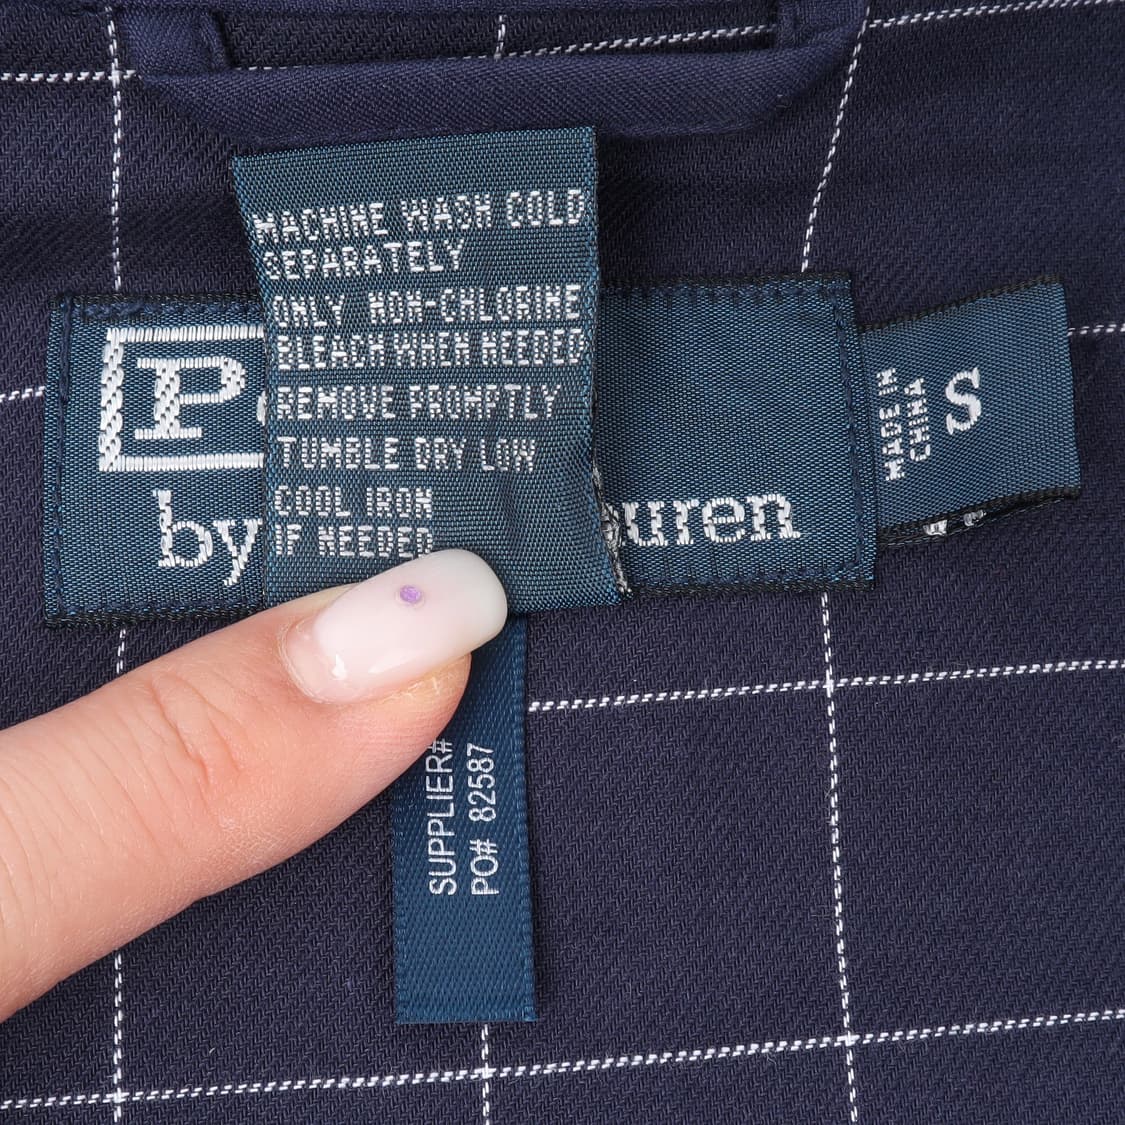 MACHINE WASH COLD
SEPARATELY
ONLY NON-CHLORINE
BLEACH WHEN NEEDED
REMOVE PROMPTLY
TUMBLE DRY LOW
COOL IRON
IF NEEDED
P
by uren
MADE IN
CHINA
S
SUPPLIER#
PO# 82587